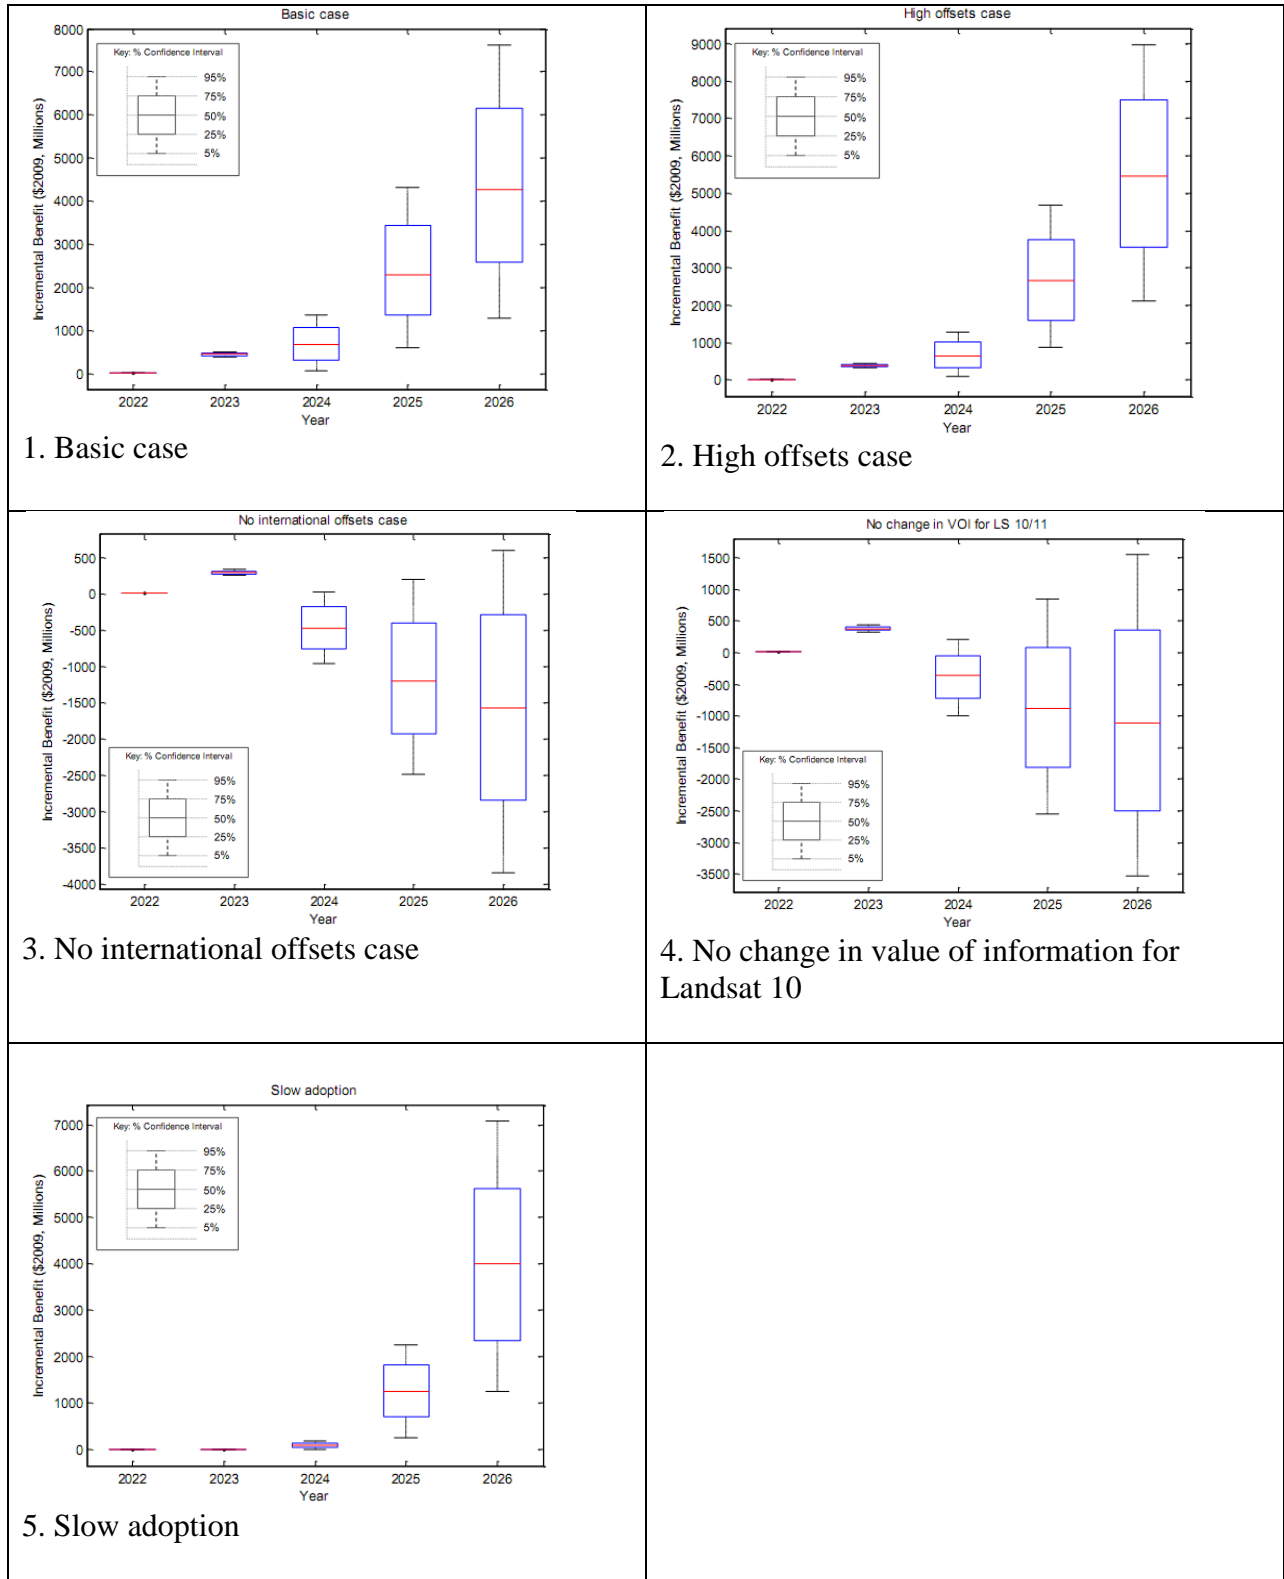 Basic case
Key: % Confidence Interval
95%
75%
50%
25%
5%
8000
7000
6000
5000
4000
3000
2000
1000
0
Incremental Benefit ($2009, Millions)
2022 2023 2024 2025 2026
Year
1. Basic case
High offsets case
Key: % Confidence Interval
95%
75%
50%
25%
5%
9000
8000
7000
6000
5000
4000
3000
2000
1000
0
Incremental Benefit ($2009, Millions)
2022 2023 2024 2025 2026
Year
2. High offsets case
No international offsets case
500
0
-500
-1000
-1500
-2000
-2500
-3000
-3500
-4000
Incremental Benefit ($2009, Millions)
Key: % Confidence Interval
95%
75%
50%
25%
5%
2022 2023 2024 2025 2026
Year
3. No international offsets case
No change in VOI for LS 10/11
1500
1000
500
0
-500
-1000
-1500
-2000
-2500
-3000
-3500
Incremental Benefit ($2009, Millions)
Key: % Confidence Interval
95%
75%
50%
25%
5%
2022 2023 2024 2025 2026
Year
4. No change in value of information for
Landsat 10
Slow adoption
Key: % Confidence Interval
95%
75%
50%
25%
5%
7000
6000
5000
4000
3000
2000
1000
0
Incremental Benefit ($2009, Millions)
2022 2023 2024 2025 2026
Year
5. Slow adoption